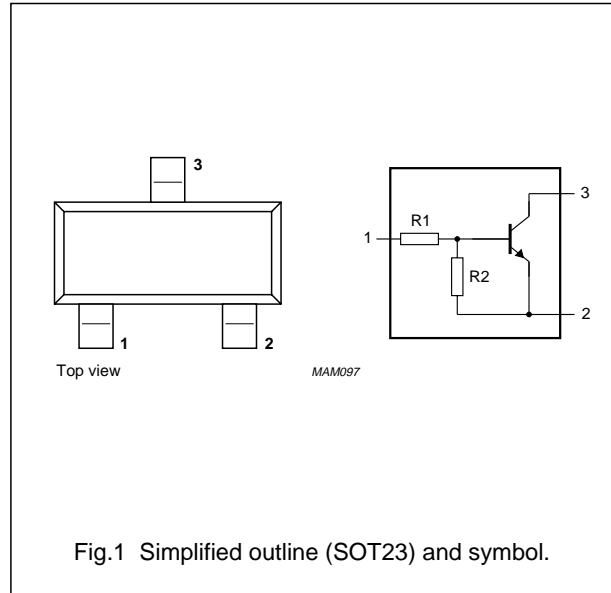 3
1
2
Top view
MAM097
1
R1
R2
3
2
Fig.1 Simplified outline (SOT23) and symbol.